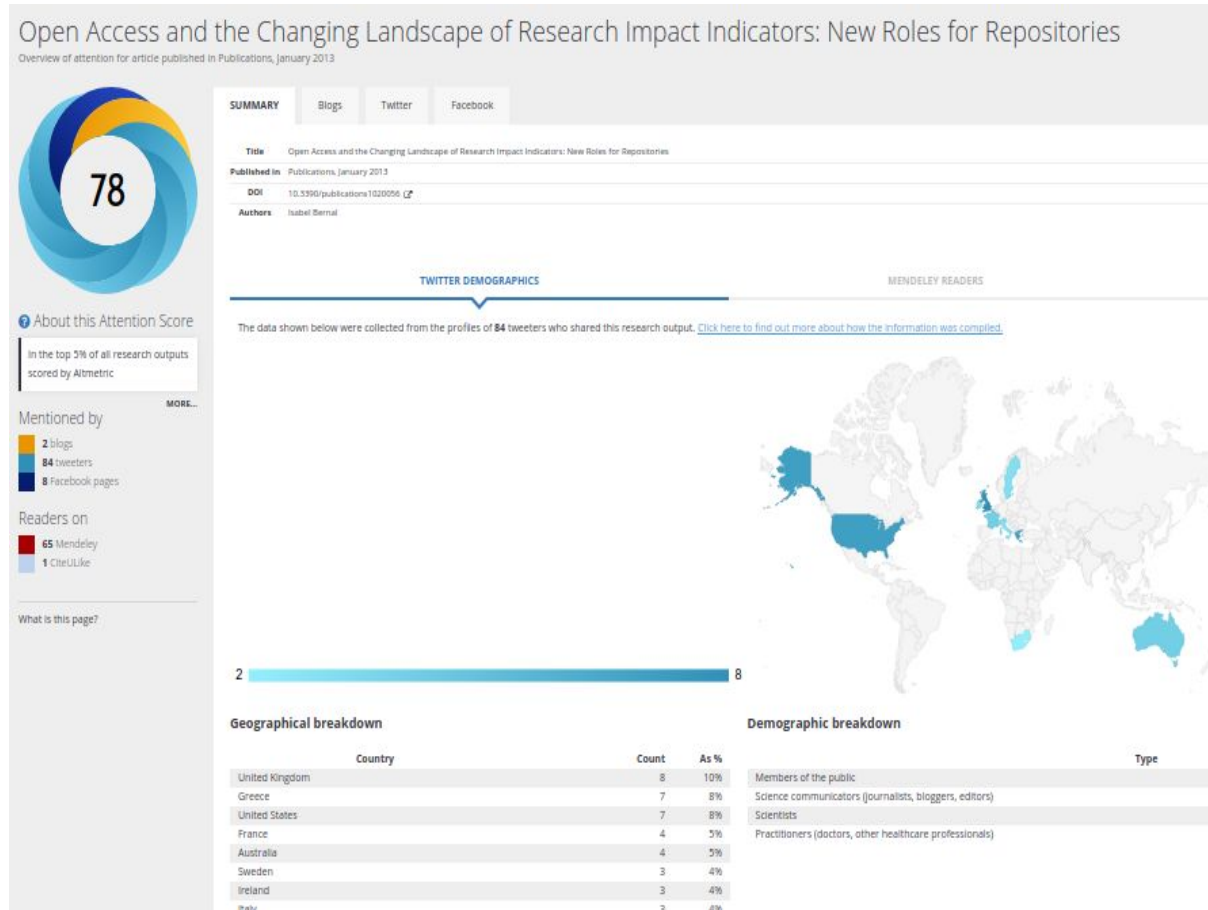 Open Access and the Changing Landscape of Research Impact Indicators: New Roles for Repositories
Overview of attention for article published in Publications, January 2013
78
About this Attention Score
In the top 5% of all research outputs
scored by Altmetric
MORE...
Mentioned by
2 blogs
84 tweeters
8 Facebook pages
Readers on
65 Mendeley
1 CiteULike
What is this page?
SUMMARY Blogs Twitter Facebook
Title Open Access and the Changing Landscape of Research Impact Indicators: New Roles for Repositories
Published in Publications, January 2013
DOI 10.3390/publications1020056
Authors Isabel Bernal
TWITTER DEMOGRAPHICS MENDELEY READERS
The data shown below were collected from the profiles of 84 tweeters who shared this research output. Click here to find out more about how the information was compiled.
2 8
Geographical breakdown
Country Count As %
United Kingdom 8 10%
Greece 7 8%
United States 7 8%
France 4 5%
Australia 4 5%
Sweden 3 4%
Ireland 3 4%
Italy 3 4%
Demographic breakdown
Type
Members of the public
Science communicators (journalists, bloggers, editors)
Scientists
Practitioners (doctors, other healthcare professionals)